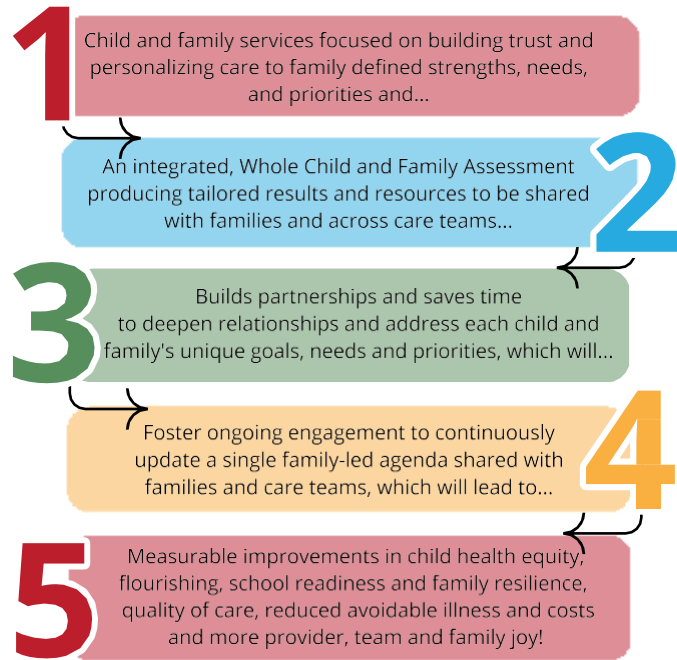 1
Child and family services focused on building trust and
personalizing care to family defined strengths, needs,
and priorities and...
2
An integrated, Whole Child and Family Assessment
producing tailored results and resources to be shared
with families and across care teams...
3
Builds partnerships and saves time
to deepen relationships and address each child and
family's unique goals, needs and priorities, which will...
4
Foster ongoing engagement to continuously
update a single family-led agenda shared with
families and care teams, which will lead to...
5
Measurable improvements in child health equity,
flourishing, school readiness and family resilience,
quality of care, reduced avoidable illness and costs
and more provider, team and family joy!